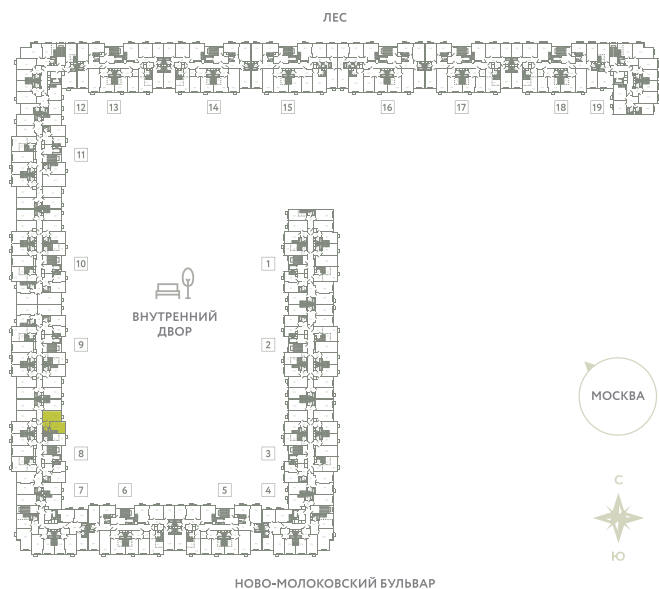 ЛЕС
12 13 14 15 16 17 18 19
11
10 1
ВНУТРЕННИЙ
ДВОР
9 2
МОСКВА
8 3
7 6 5 4
С
Ю
НОВО-МОЛОКОВСКИЙ БУЛЬВАР